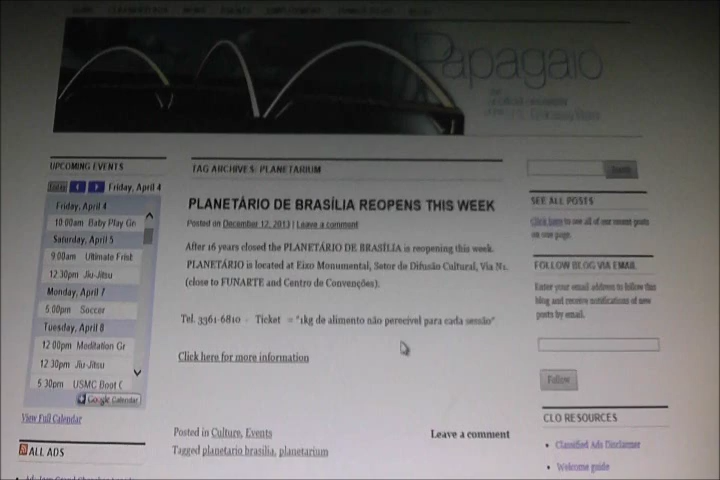 HOME CLASSIFIED ADS NEWS EVENTS
Papagaio
Embassy News
UPCOMING EVENTS
Today Friday, April 4
Friday, April 4
10:00am Baby Play Gr
Saturday, April 5
9:00am Ultimate Frisb
12:30pm Jiu-Jitsu
Monday, April 7
5:00pm Soccer
Tuesday, April 8
12:00pm Meditation Gr
12:30pm Jiu-Jitsu
5:30pm USMC Boot C
Google Calendar
View Full Calendar
ALL ADS
TAG ARCHIVES: PLANETARIUM
PLANETÁRIO DE BRASÍLIA REOPENS THIS WEEK
Posted on December 12, 2013 | Leave a comment
After 16 years closed the PLANETÁRIO DE BRASÍLIA is reopening this week.
PLANETÁRIO is located at Eixo Monumental, Setor de Difusão Cultural, Via N1.
(close to FUNARTE and Centro de Convenções).
Tel. 3361-6810 - Ticket = "1kg de alimento não perecível para cada sessão"
Click here for more information
Posted in Culture, Events
Leave a comment
Tagged planetario brasilia, planetarium
Search
SEE ALL POSTS
Click here to see all of our recent posts
on one page.
FOLLOW BLOG VIA EMAIL
Enter your email address to follow this
blog and receive notifications of new
posts by email.
Follow
CLO RESOURCES
Classified Ads Disclaimer
Welcome guide